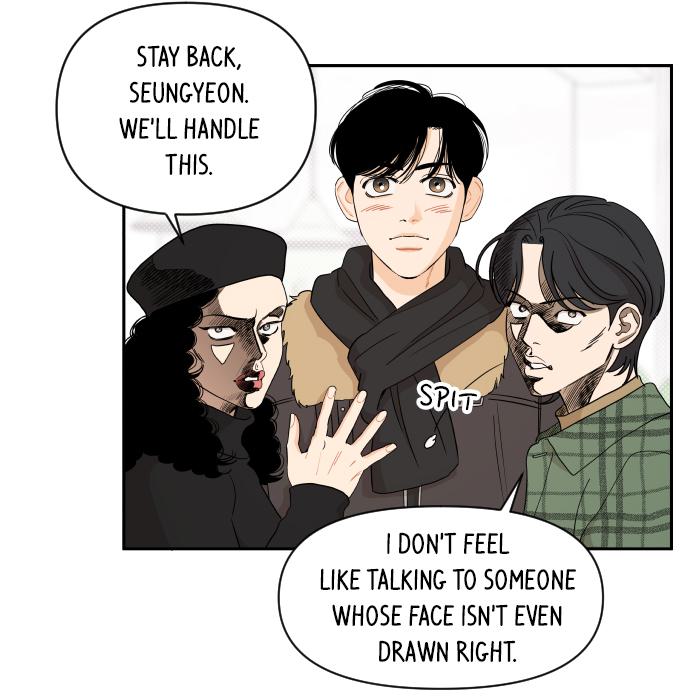 STAY BACK,
SEUNGYEON.
WE'LL HANDLE
THIS.
SPIT
I DON'T FEEL
LIKE TALKING TO SOMEONE
WHOSE FACE ISN'T EVEN
DRAWN RIGHT.